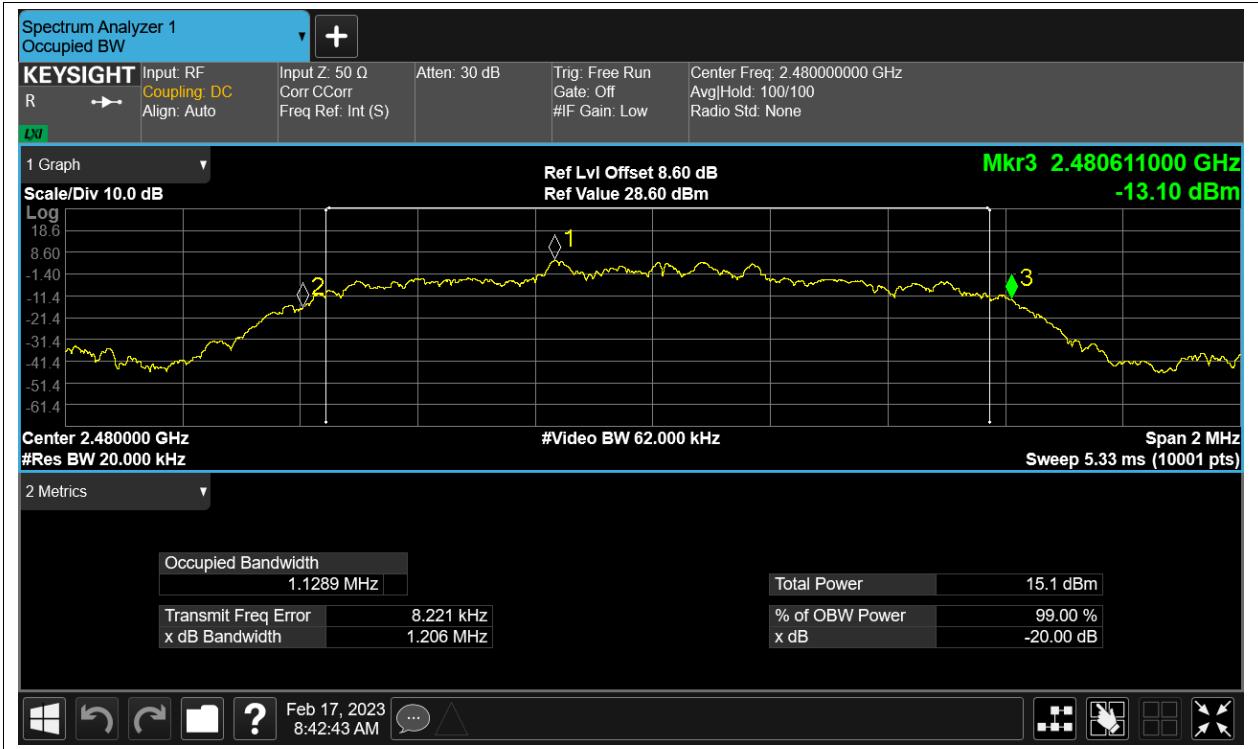 Spectrum Analyzer 1
Occupied BW
▼
+
KEYSIGHT
R
LXI
Input: RF
Coupling: DC
Align: Auto
Input Z: 50 Ω
Corr CCorr
Freq Ref: Int (S)
Atten: 30 dB
Trig: Free Run
Gate: Off
#IF Gain: Low
Center Freq: 2.480000000 GHz
Avg|Hold: 100/100
Radio Std: None
1 Graph ▼
Scale/Div 10.0 dB
Ref Lvl Offset 8.60 dB
Ref Value 28.60 dBm
Mkr3 2.480611000 GHz
-13.10 dBm
Log
18.6
8.60
-1.40
-11.4
-21.4
-31.4
-41.4
-51.4
-61.4
1
2
3
Center 2.480000 GHz
#Res BW 20.000 kHz
#Video BW 62.000 kHz
Span 2 MHz
Sweep 5.33 ms (10001 pts)
2 Metrics ▼
Occupied Bandwidth
1.1289 MHz
Transmit Freq Error 8.221 kHz
x dB Bandwidth 1.206 MHz
Total Power 15.1 dBm
% of OBW Power 99.00 %
x dB -20.00 dB
?
Feb 17, 2023
8:42:43 AM